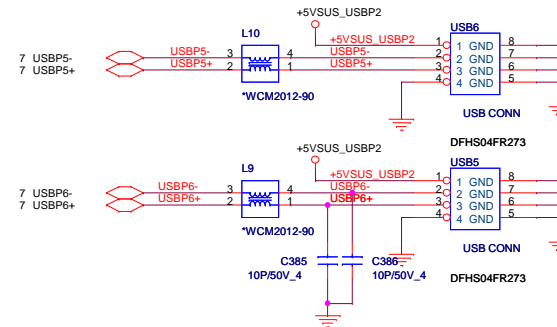 +5VSUS_USBP2
L10
USB6
+5VSUS_USBP2
1 1 GND 8
7 USBP5- USBP5- 3 4 USBP5- 2 2 GND 7
7 USBP5+ USBP5+ 2 1 USBP5+ 3 3 GND 6
4 4 GND 5
*WCM2012-90
USB CONN
DFHS04FR273
+5VSUS_USBP2
L9
USB5
+5VSUS_USBP2
1 1 GND 8
7 USBP6- USBP6- 3 4 USBP6- 2 2 GND 7
7 USBP6+ USBP6+ 2 1 USBP6+ 3 3 GND 6
4 4 GND 5
*WCM2012-90
USB CONN
C385 C386
10P/50V_4 10P/50V_4
DFHS04FR273